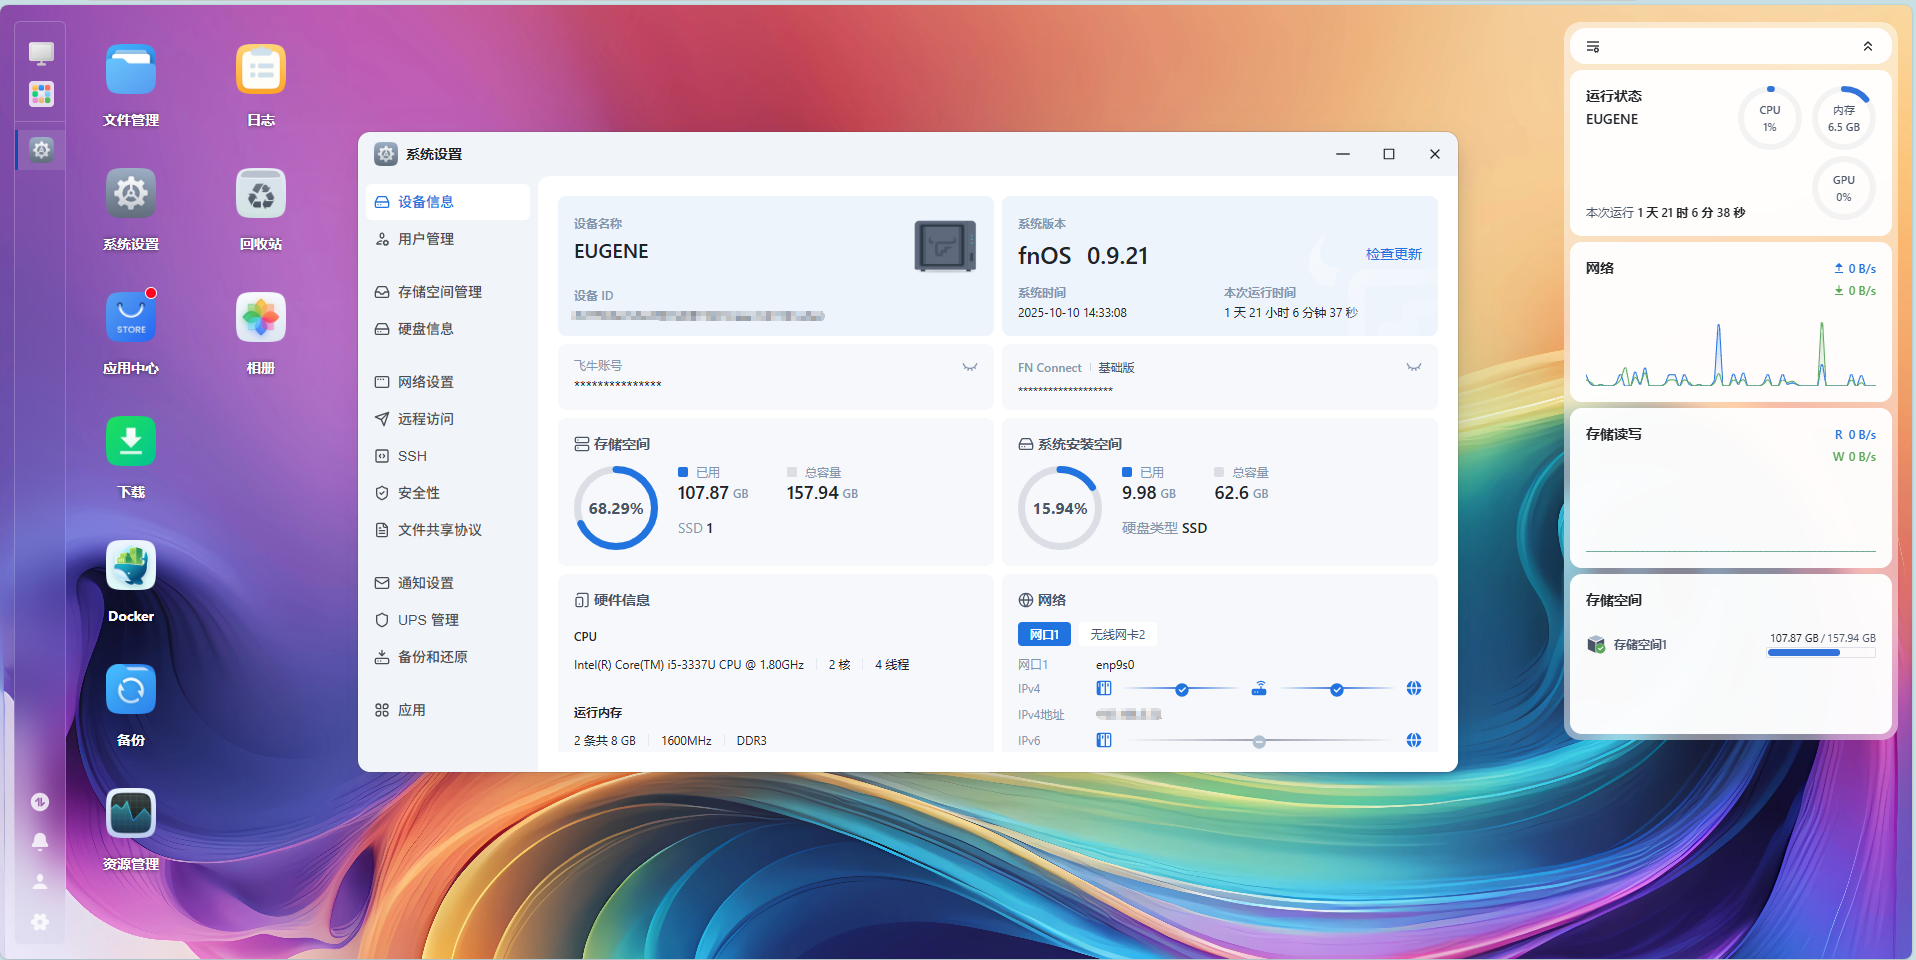 文件管理
日志
系统设置
回收站
STORE
应用中心
相册
下载
Docker
备份
资源管理
系统设置
设备信息
用户管理
存储空间管理
硬盘信息
网络设置
远程访问
SSH
安全性
文件共享协议
通知设置
UPS 管理
备份和还原
应用
设备名称
EUGENE
设备 ID
系统版本
fnOS 0.9.21
检查更新
系统时间
本次运行时间
2025-10-10 14:33:08
1 天 21 小时 6 分钟 37 秒
飞牛账号
***************
FN Connect 基础版
*******************
存储空间
68.29%
已用
总容量
107.87 GB
157.94 GB
SSD 1
系统安装空间
15.94%
已用
总容量
9.98 GB
62.6 GB
硬盘类型 SSD
硬件信息
CPU
Intel(R) Core(TM) i5-3337U CPU @ 1.80GHz 2 核 4 线程
运行内存
2 条共 8 GB 1600MHz DDR3
网络
网口1
无线网卡2
网口1 enp9s0
IPv4
IPv4地址
IPv6
运行状态
EUGENE
CPU
1%
内存
6.5 GB
GPU
0%
本次运行 1 天 21 时 6 分 38 秒
网络
0 B/s
0 B/s
存储读写
R 0 B/s
W 0 B/s
存储空间
存储空间1
107.87 GB / 157.94 GB